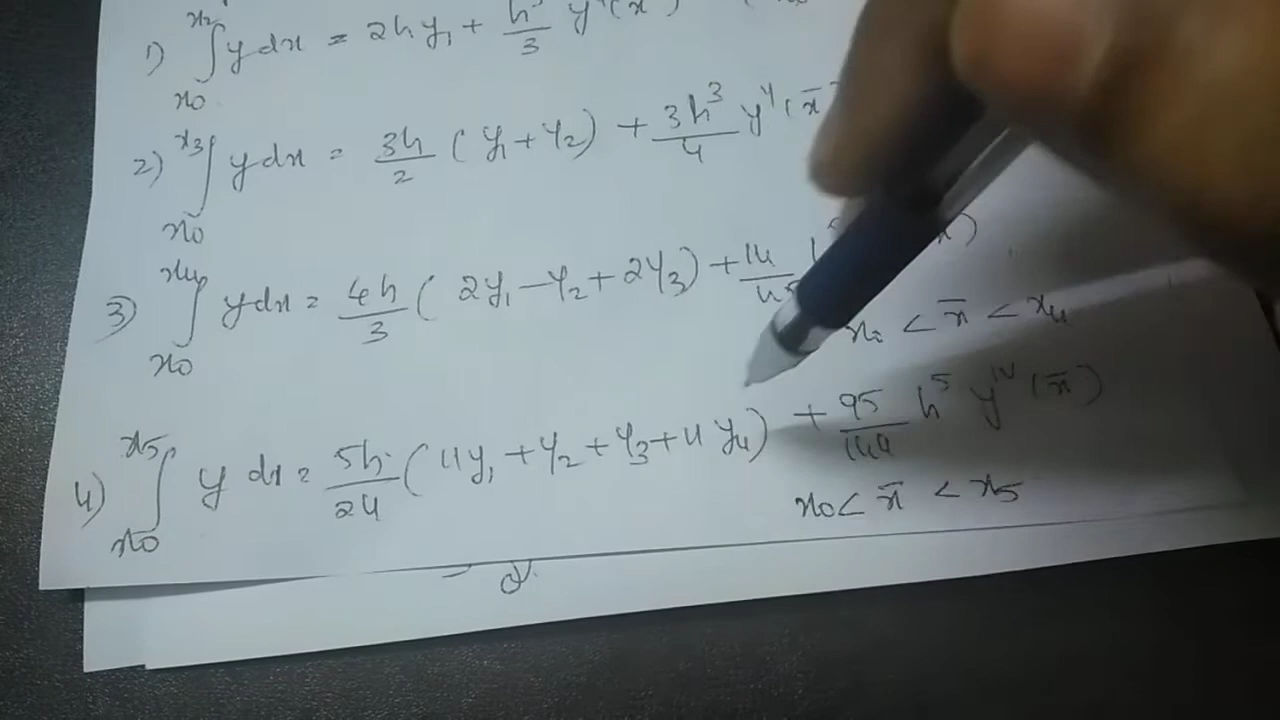 1) ∫_{x0}^{x2} y dx = 2h y₁ + h³/3 y
2) ∫_{x0}^{x3} y dx = 3h/2 (y₁ + y₂) + 3h³/4 y
3) ∫_{x0}^{x4} y dx = 4h/3 (2y₁ - y₂ + 2y₃) + 14/45
x₀ < x̄ < x₄
4) ∫_{x0}^{x5} y dx = 5h/24 (11y₁ + y₂ + y₃ + 11y₄) + 95/144 h⁵ y^{IV}(x̄)
x₀ < x̄ < x₅